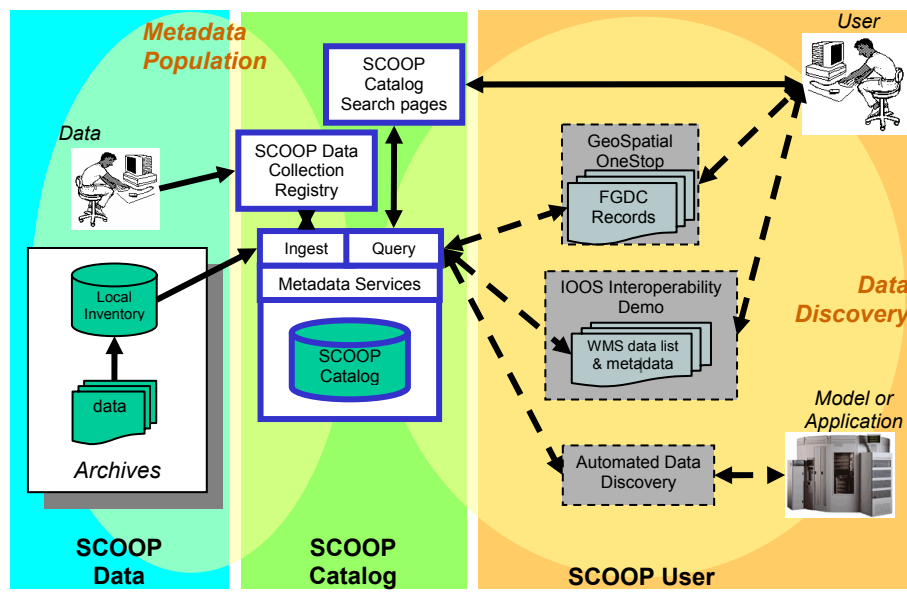 Metadata
Population
Data
Archives
Local
Inventory
data
SCOOP
Data
SCOOP
Catalog
Search pages
SCOOP Data
Collection
Registry
Ingest
Query
Metadata Services
SCOOP
Catalog
SCOOP
Catalog
User
GeoSpatial
OneStop
FGDC
Records
IOOS Interoperability
Demo
WMS data list
& metadata
Data
Discovery
Model or
Application
Automated Data
Discovery
SCOOP User